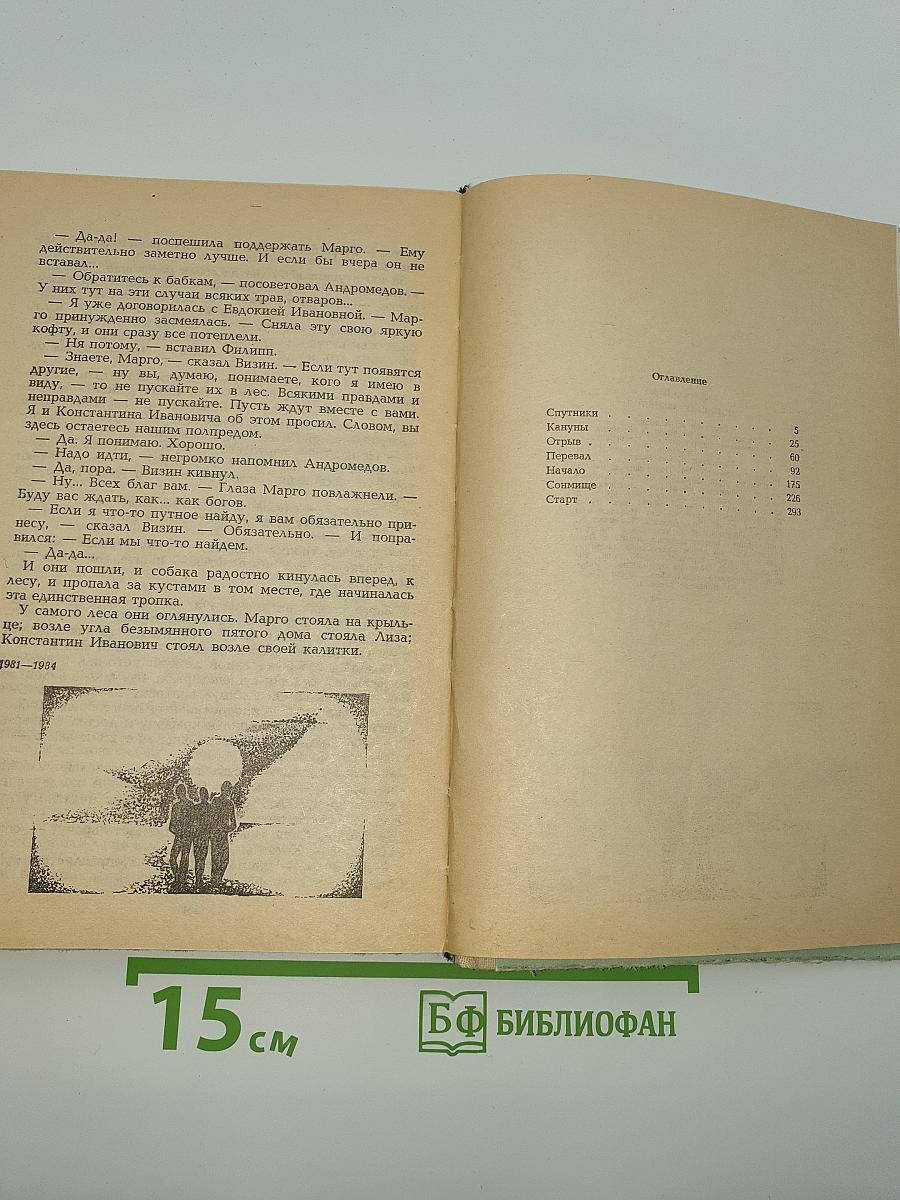 — Да-да! — поспешила поддержать Марго. — Ему
действительно заметно лучше. И если бы вчера он не
вставал...
— Обратитесь к бабкам, — посоветовал Андромедов. —
У них тут на эти случаи всяких трав, отваров...
— Я уже договорилась с Евдокией Ивановной. — Мар-
го принужденно засмеялась. — Сняла эту свою яркую
кофту, и они сразу все потеплели.
— Ня потому, — вставил Филипп.
— Знаете, Марго, — сказал Визин. — Если тут появятся
другие, — ну вы, думаю, понимаете, кого я имею в
виду, — то не пускайте их в лес. Всякими правдами и
неправдами — не пускайте. Пусть ждут вместе с вами.
Я и Константина Ивановича об этом просил. Словом, вы
здесь остаетесь нашим полпредом.
— Да. Я понимаю. Хорошо.
— Надо идти, — негромко напомнил Андромедов.
— Да, пора. — Визин кивнул.
— Ну... Всех благ вам. — Глаза Марго повлажнели. —
Буду вас ждать, как... как богов.
— Если я что-то путное найду, я вам обязательно при-
несу, — сказал Визин. — Обязательно. — И попра-
вился: — Если мы что-то найдем.
— Да-да...
И они пошли, и собака радостно кинулась вперед, к
лесу, и пропала за кустами в том месте, где начиналась
эта единственная тропка.
У самого леса они оглянулись. Марго стояла на крыль-
це; возле угла безымянного пятого дома стояла Лиза;
Константин Иванович стоял возле своей калитки.
1981—1984
Оглавление
Спутники . . . . . . . . . . 5
Кануны . . . . . . . . . . 25
Отрыв . . . . . . . . . . 60
Перевал . . . . . . . . . . 92
Начало . . . . . . . . . . 175
Сонмище . . . . . . . . . . 226
Старт . . . . . . . . . . 293
15 см
БФ БИБЛИОФАН